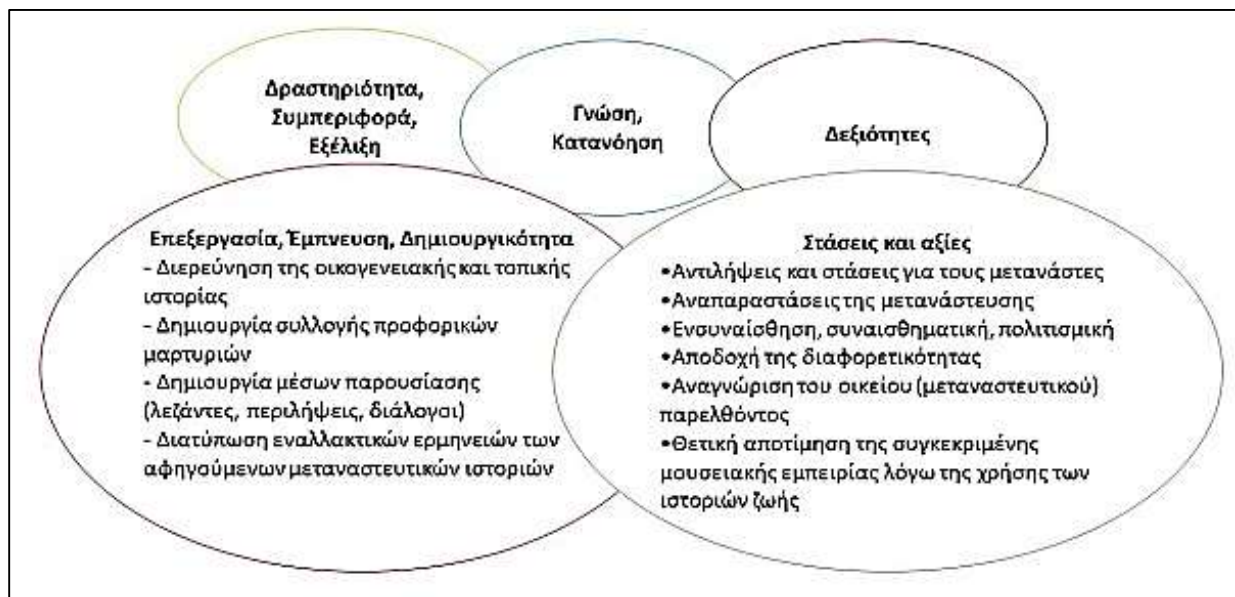 Δραστηριότητα,
Συμπεριφορά,
Εξέλιξη
Γνώση,
Κατανόηση
Δεξιότητες
Επεξεργασία, Έμπνευση, Δημιουργικότητα
- Διερεύνηση της οικογενειακής και τοπικής
ιστορίας
- Δημιουργία συλλογής προφορικών
μαρτυριών
- Δημιουργία μέσων παρουσίασης
(λεζάντες, περιλήψεις, διάλογοι)
- Διατύπωση εναλλακτικών ερμηνειών των
αφηγούμενων μεταναστευτικών ιστοριών
Στάσεις και αξίες
•Αντιλήψεις και στάσεις για τους μετανάστες
•Αναπαραστάσεις της μετανάστευσης
•Ενσυναίσθηση, συναισθηματική, πολιτισμική
•Αποδοχή της διαφορετικότητας
•Αναγνώριση του οικείου (μεταναστευτικού)
παρελθόντος
•Θετική αποτίμηση της συγκεκριμένης
μουσειακής εμπειρίας λόγω της χρήσης των
ιστοριών ζωής